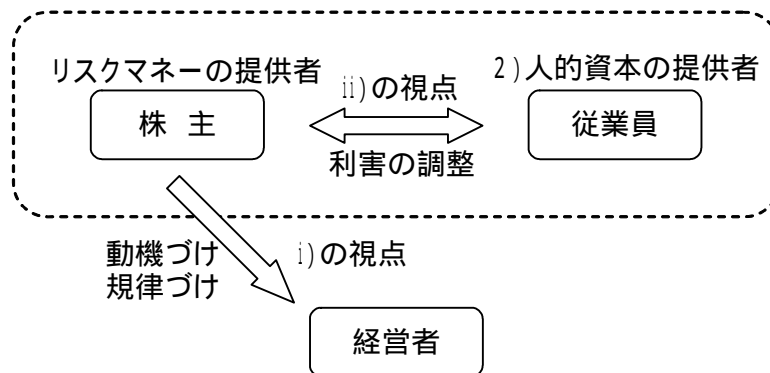 リスクマネーの提供者
2)人的資本の提供者
ii)の視点
株 主
従業員
利害の調整
動機づけ
規律づけ
i)の視点
経営者